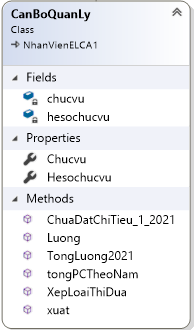 CanBoQuanLy
Class
NhanVienELCA1
Fields
chucvu
hesochucvu
Properties
Chucvu
Hesochucvu
Methods
ChuaDatChiTieu_1_2021
Luong
TongLuong2021
tongPCTheoNam
XepLoaiThiDua
xuat